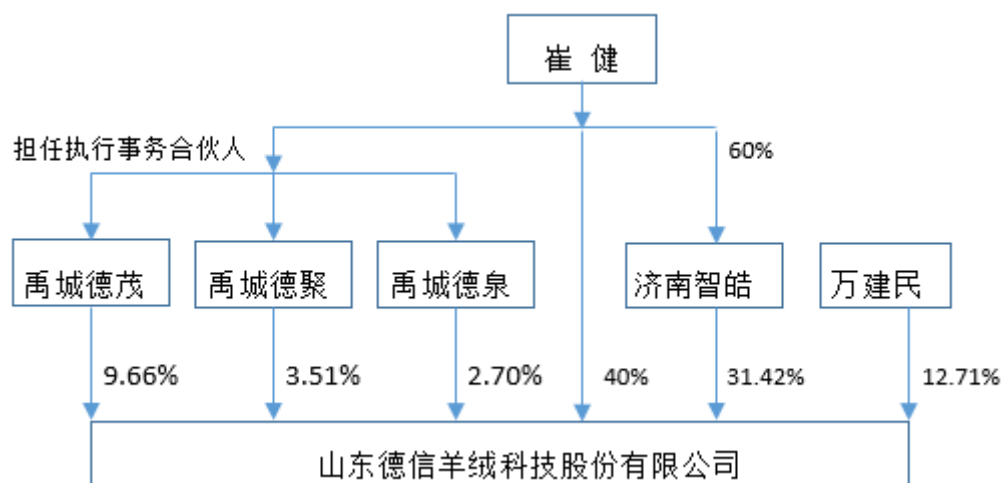 崔 健
担任执行事务合伙人
60%
禹城德茂
禹城德聚
禹城德泉
济南智皓
万建民
9.66%
3.51%
2.70%
40%
31.42%
12.71%
山东德信羊绒科技股份有限公司